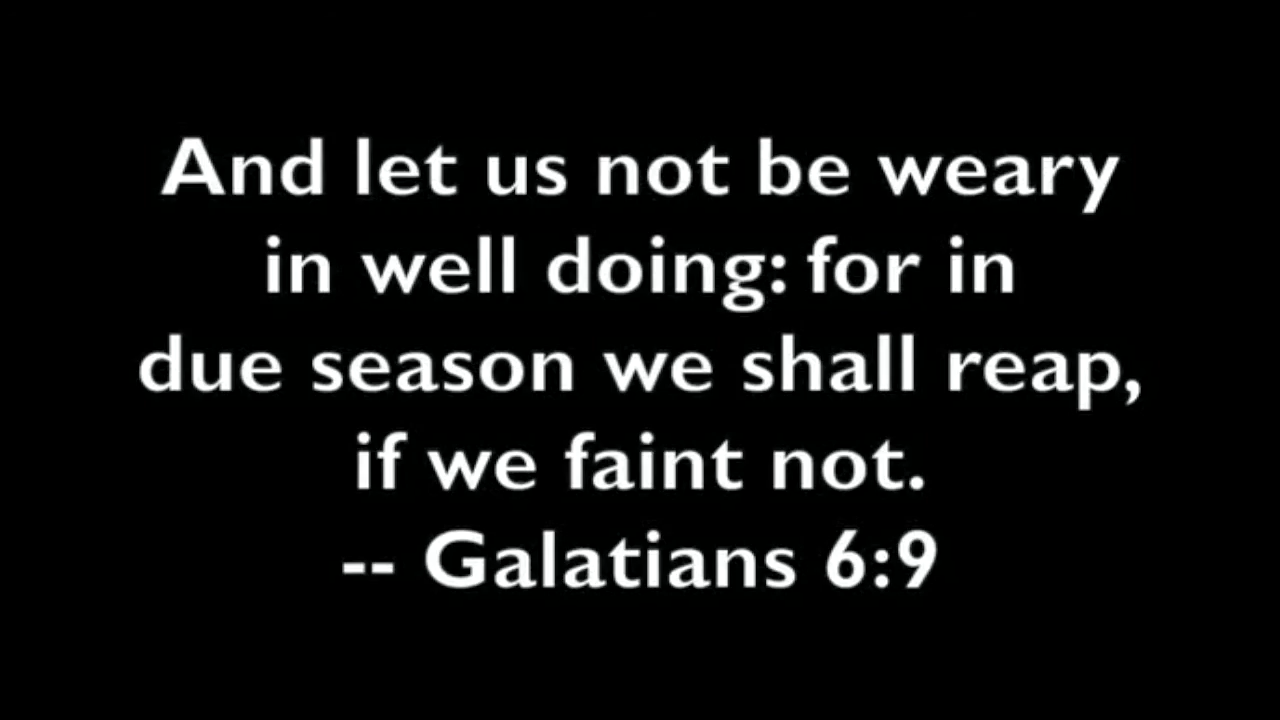 And let us not be weary
in well doing: for in
due season we shall reap,
if we faint not.
-- Galatians 6:9